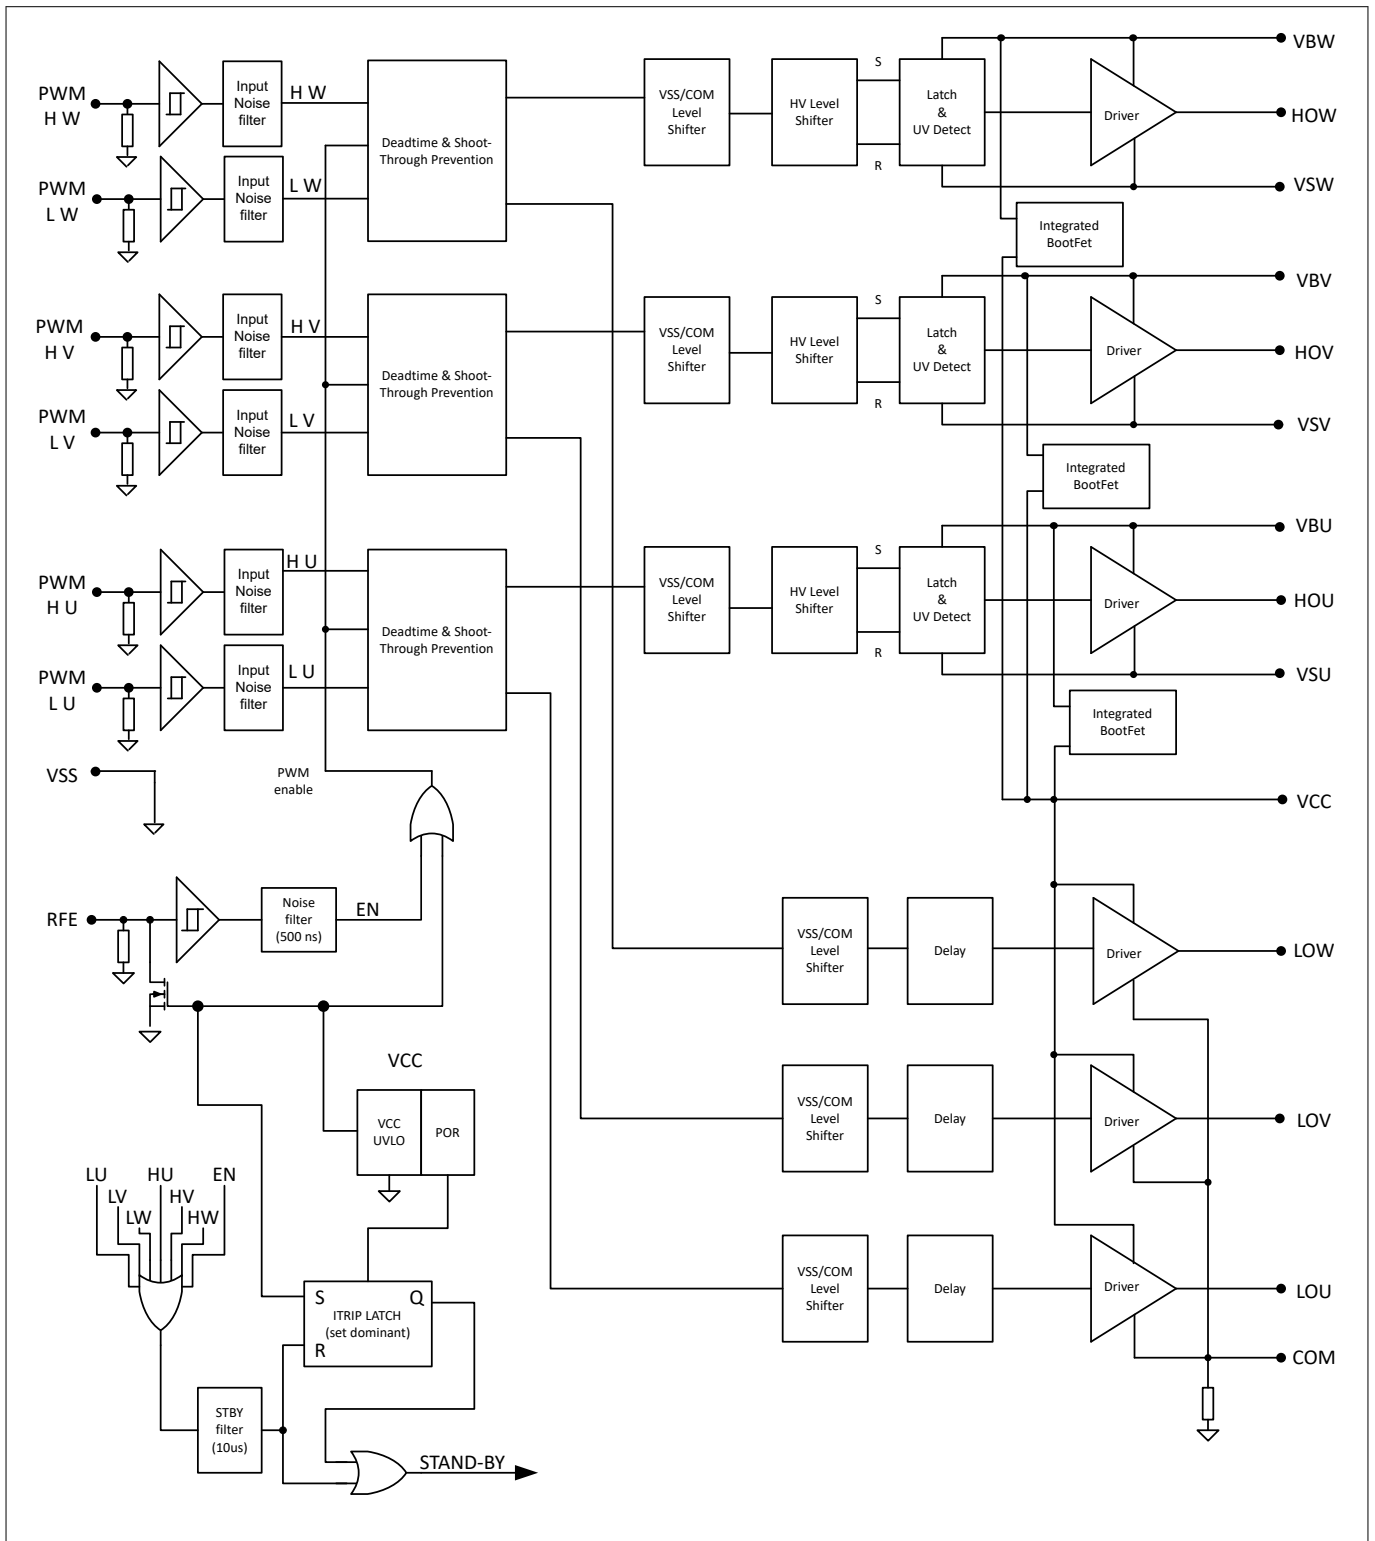 PWM
H W
Input
Noise
filter
H W
Deadtime & Shoot-
Through Prevention
VSS/COM
Level
Shifter
HV Level
Shifter
S
R
Latch
&
UV Detect
Driver
VBW
HOW
VSW
PWM
L W
Input
Noise
filter
L W
Integrated
BootFet
PWM
H V
Input
Noise
filter
H V
Deadtime & Shoot-
Through Prevention
VSS/COM
Level
Shifter
HV Level
Shifter
S
R
Latch
&
UV Detect
Driver
VBV
HOV
VSV
PWM
L V
Input
Noise
filter
L V
Integrated
BootFet
PWM
H U
Input
Noise
filter
H U
Deadtime & Shoot-
Through Prevention
VSS/COM
Level
Shifter
HV Level
Shifter
S
R
Latch
&
UV Detect
Driver
VBU
HOU
VSU
PWM
L U
Input
Noise
filter
L U
Integrated
BootFet
VSS
PWM
enable
VCC
RFE
Noise
filter
(500 ns)
EN
VSS/COM
Level
Shifter
Delay
Driver
LOW
VCC
VCC
UVLO
POR
VSS/COM
Level
Shifter
Delay
Driver
LOV
LU
LV
LW
HU
HV
HW
EN
S
Q
ITRIP LATCH
(set dominant)
R
VSS/COM
Level
Shifter
Delay
Driver
LOU
COM
STBY
filter
(10us)
STAND-BY